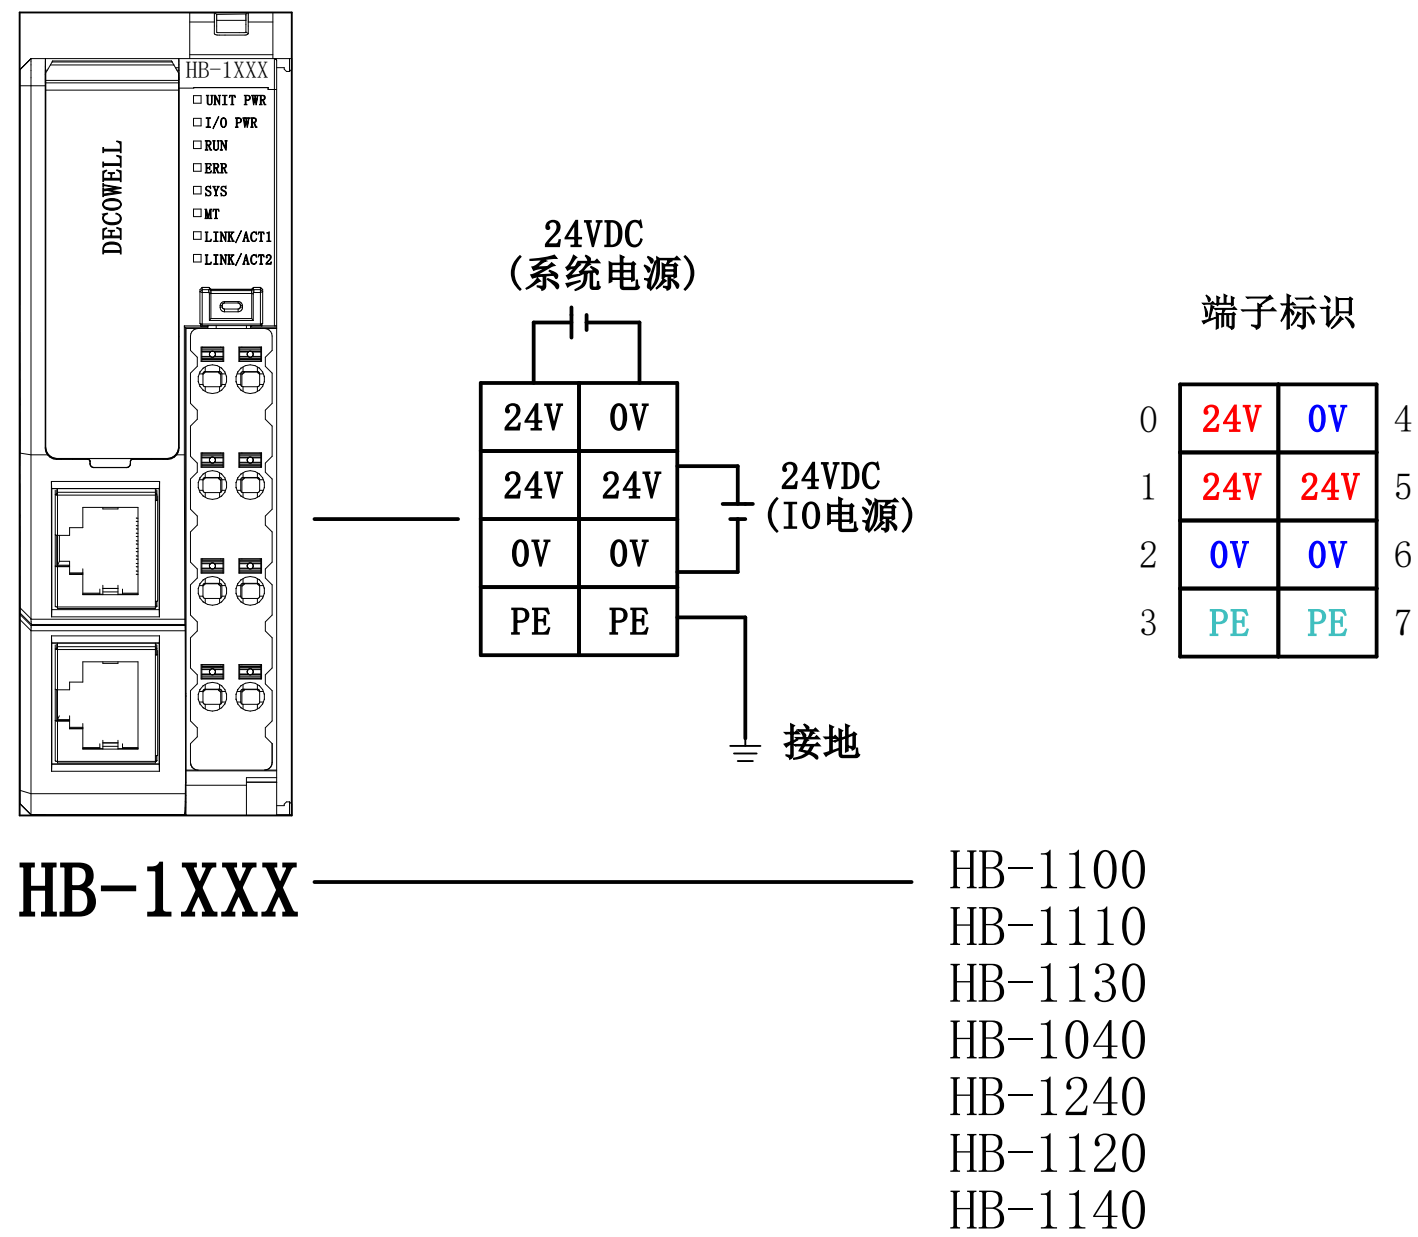 HB-1XXX
UNIT PWR
I/O PWR
RUN
ERR
SYS
MT
LINK/ACT1
LINK/ACT2
DECOWELL
24VDC
(系统电源)
24V 0V
24V 24V
0V 0V
PE PE
24VDC
(IO电源)
接地
端子标识
0 24V 0V 4
1 24V 24V 5
2 0V 0V 6
3 PE PE 7
HB-1XXX
HB-1100
HB-1110
HB-1130
HB-1040
HB-1240
HB-1120
HB-1140